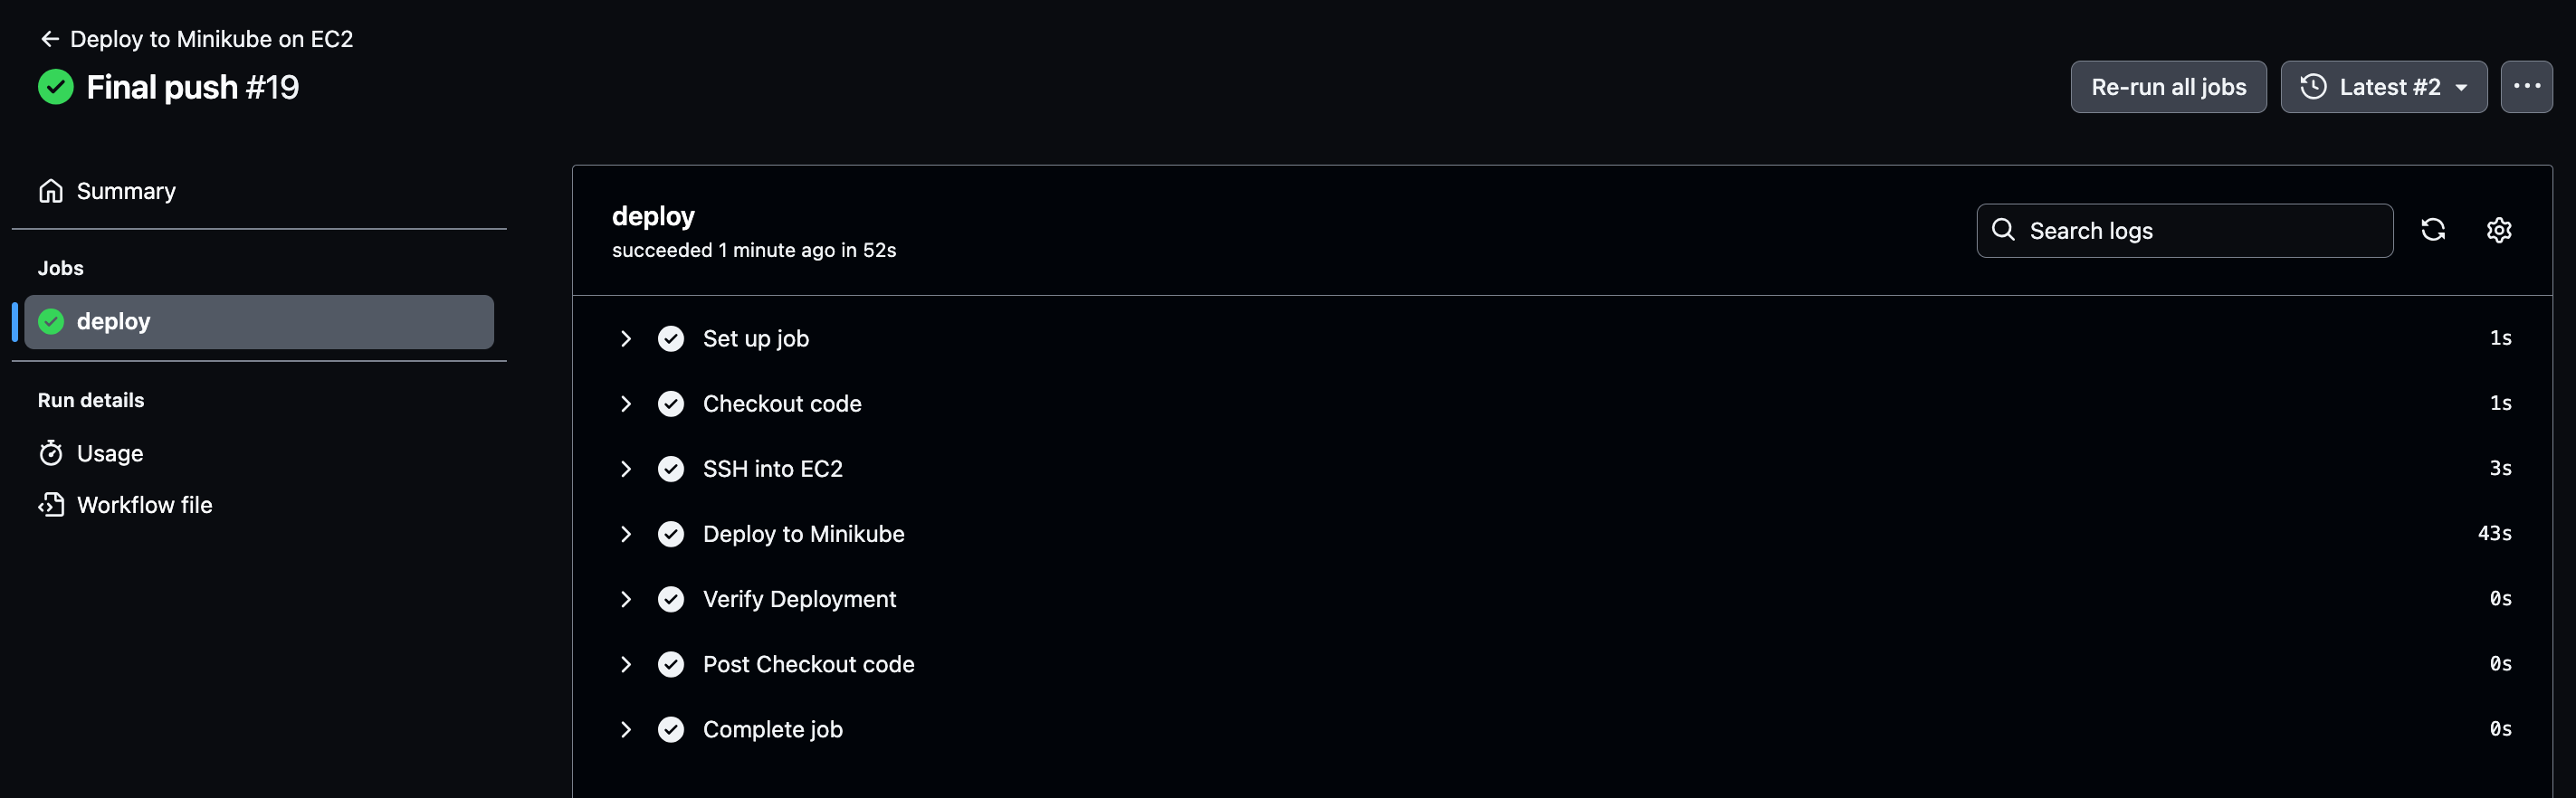 Deploy to Minikube on EC2
Final push #19
Re-run all jobs
Latest #2
Summary
Jobs
deploy
Run details
Usage
Workflow file
deploy
succeeded 1 minute ago in 52s
Search logs
Set up job 1s
Checkout code 1s
SSH into EC2 3s
Deploy to Minikube 43s
Verify Deployment 0s
Post Checkout code 0s
Complete job 0s